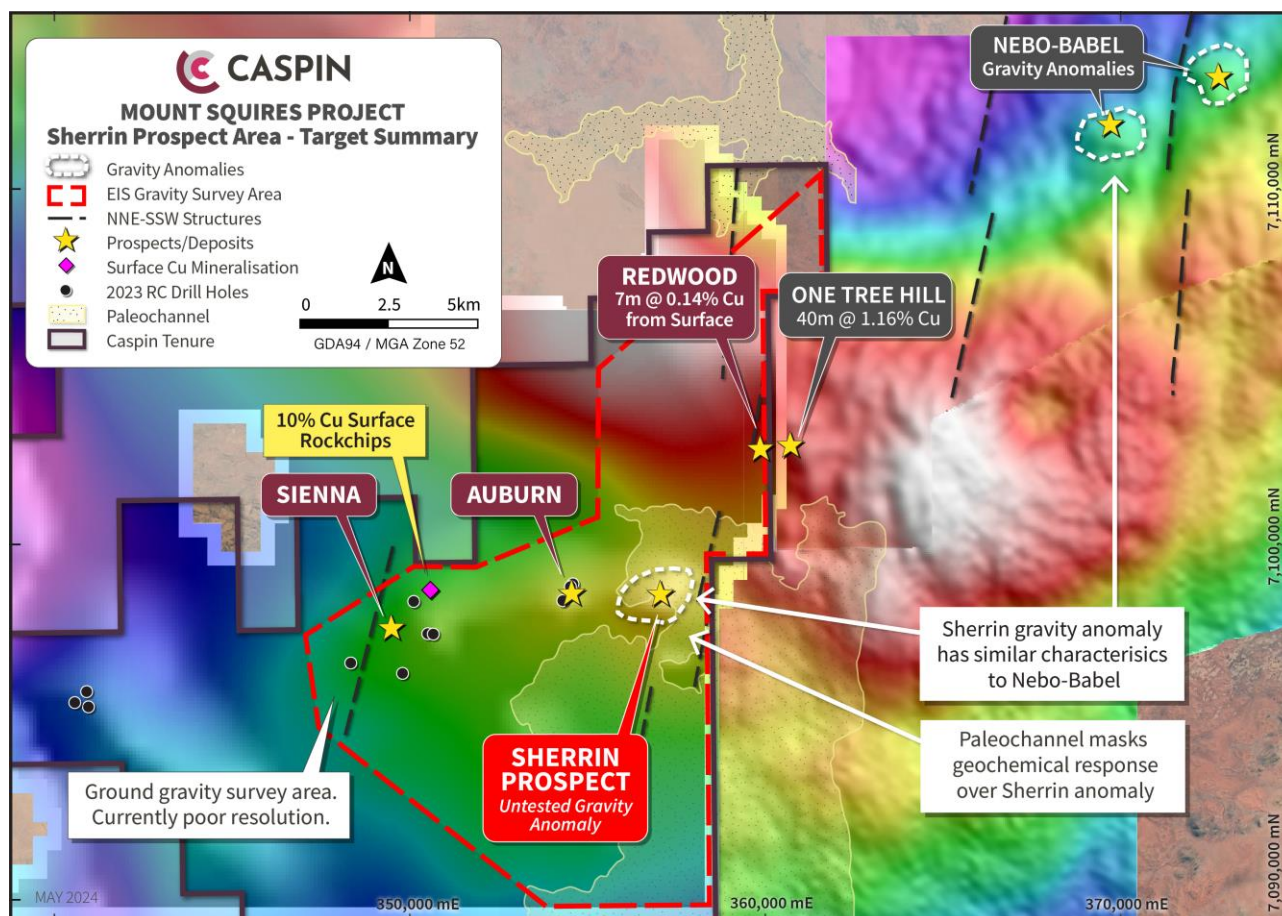 CASPIN
MOUNT SQUIRES PROJECT
Sherrin Prospect Area - Target Summary
Gravity Anomalies
EIS Gravity Survey Area
NNE-SSW Structures
Prospects/Deposits
Surface Cu Mineralisation
2023 RC Drill Holes
Paleochannel
Caspin Tenure
N
0 2.5 5km
GDA94 / MGA Zone 52
NEBO-BABEL
Gravity Anomalies
7,110,000 mN
REDWOOD
7m @ 0.14% Cu
from Surface
ONE TREE HILL
40m @ 1.16% Cu
10% Cu Surface
Rockchips
SIENNA
AUBURN
7,100,000 mN
Sherrin gravity anomaly
has similar characterisics
to Nebo-Babel
Paleochannel masks
geochemical response
over Sherrin anomaly
SHERRIN
PROSPECT
Untested Gravity
Anomaly
Ground gravity survey area.
Currently poor resolution.
MAY 2024
350,000 mE
360,000 mE
370,000 mE
7,090,000 mN